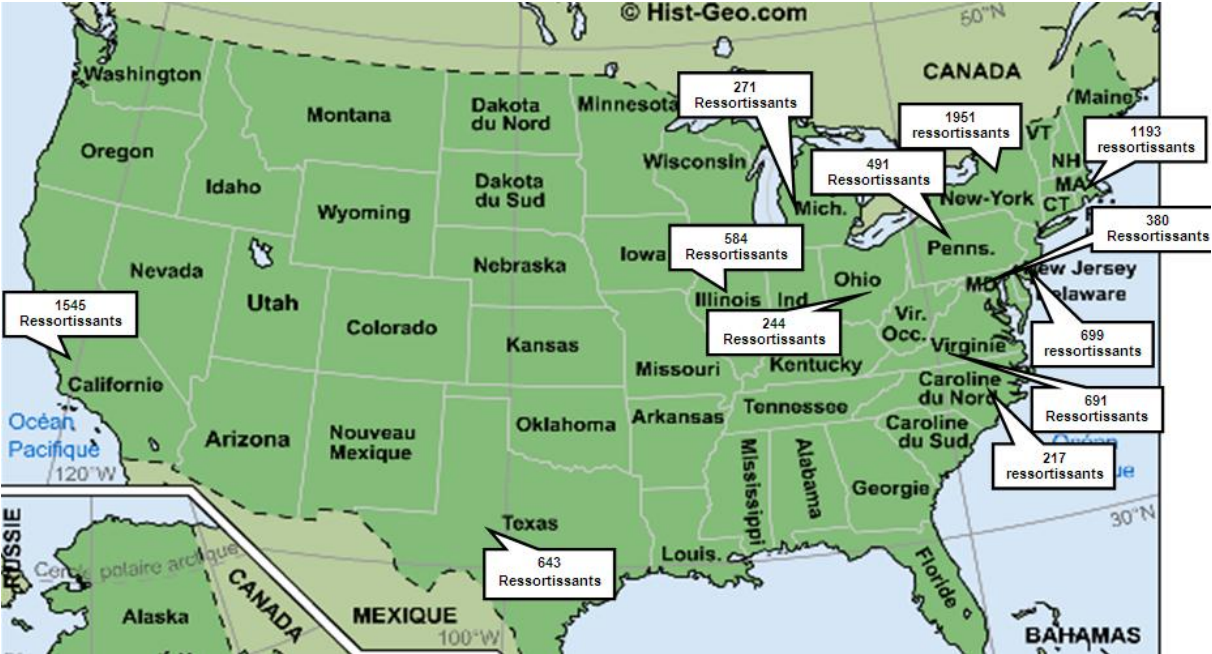 © Hist-Geo.com
50°N
Washington
Montana
Dakota
du Nord
Minnesota
271
Ressortissants
CANADA
Maine
1951
ressortissants
VT
1193
ressortissants
Oregon
Idaho
Wisconsin
491
Ressortissants
NH
MA
CT
Dakota
du Sud
Wyoming
Mich.
New-York
380
Ressortissants
584
Ressortissants
Iowa
Penns.
Nevada
Utah
Nebraska
Illinois
Ind.
Ohio
MD
New Jersey
Delaware
1545
Ressortissants
Colorado
Kansas
244
Ressortissants
Vir.
Occ.
Virginie
699
ressortissants
Californie
Missouri
Kentucky
Caroline
du Nord
691
Ressortissants
Océan
Pacifique
120°W
Arizona
Nouveau
Mexique
Oklahoma
Arkansas
Tennessee
Caroline
du Sud
Océan
217
ressortissants
Mississippi
Alabama
Georgie
30°N
Texas
Louis.
Floride
643
Ressortissants
RUSSIE
Cercle polaire arctique
Alaska
CANADA
MEXIQUE
100°W
BAHAMAS